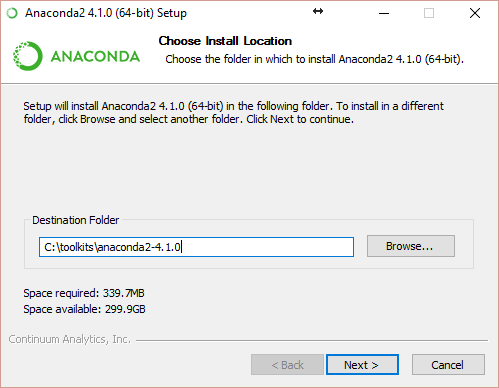 Anaconda2 4.1.0 (64-bit) Setup
Choose Install Location
Choose the folder in which to install Anaconda2 4.1.0 (64-bit).
ANACONDA
Setup will install Anaconda2 4.1.0 (64-bit) in the following folder. To install in a different
folder, click Browse and select another folder. Click Next to continue.
Destination Folder
C:\toolkits\anaconda2-4.1.0
Browse...
Space required: 339.7MB
Space available: 299.9GB
Continuum Analytics, Inc.
< Back
Next >
Cancel